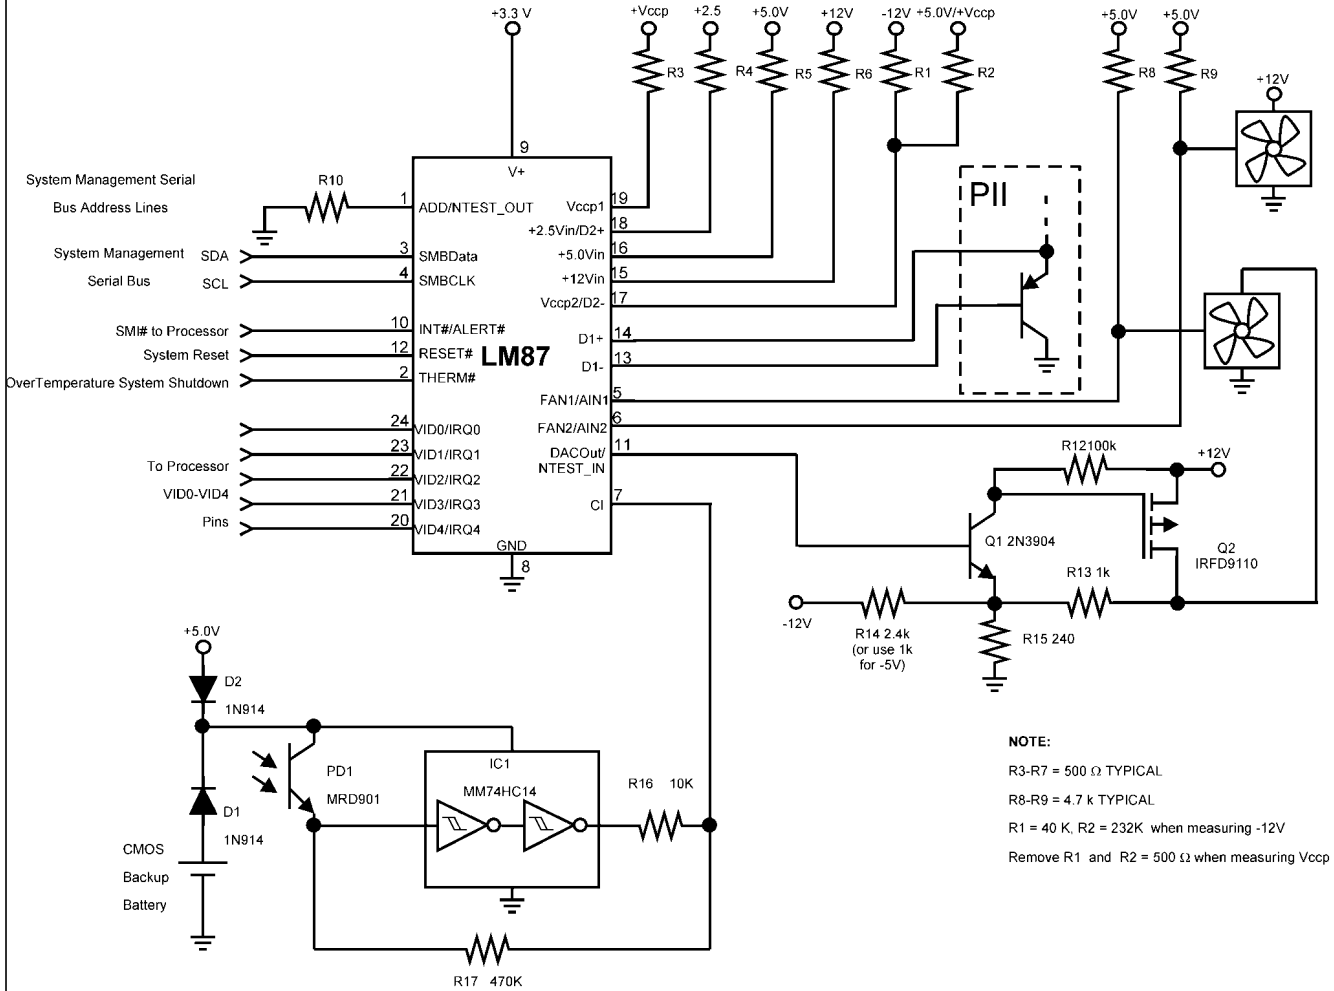 +3.3 V
+Vccp
+2.5
+5.0V
+12V
-12V
+5.0V/+Vccp
+5.0V
+5.0V
R3
R4
R5
R6
R1
R2
R8
R9
+12V
9
V+
System Management Serial
Bus Address Lines
R10
1
ADD/NTEST_OUT
19
Vccp1
18
+2.5Vin/D2+
System Management
Serial Bus
SDA
3
SMBData
16
+5.0Vin
SCL
4
SMBCLK
15
+12Vin
17
Vccp2/D2-
PII
SMI# to Processor
10
INT#/ALERT#
14
D1+
System Reset
12
RESET#
LM87
13
D1-
OverTemperature System Shutdown
2
THERM#
5
FAN1/AIN1
24
VID0/IRQ0
6
FAN2/AIN2
To Processor
VID0-VID4
Pins
23
VID1/IRQ1
11
DACOut/
NTEST_IN
22
VID2/IRQ2
21
VID3/IRQ3
7
CI
20
VID4/IRQ4
GND
8
R12100k
+12V
Q1 2N3904
Q2
IRFD9110
R13 1k
-12V
R14 2.4k
(or use 1k
for -5V)
R15 240
+5.0V
D2
1N914
PD1
MRD901
IC1
MM74HC14
R16 10K
D1
1N914
CMOS
Backup
Battery
R17 470K
NOTE:
R3-R7 = 500 Ω TYPICAL
R8-R9 = 4.7 k TYPICAL
R1 = 40 K, R2 = 232K when measuring -12V
Remove R1 and R2 = 500 Ω when measuring Vccp